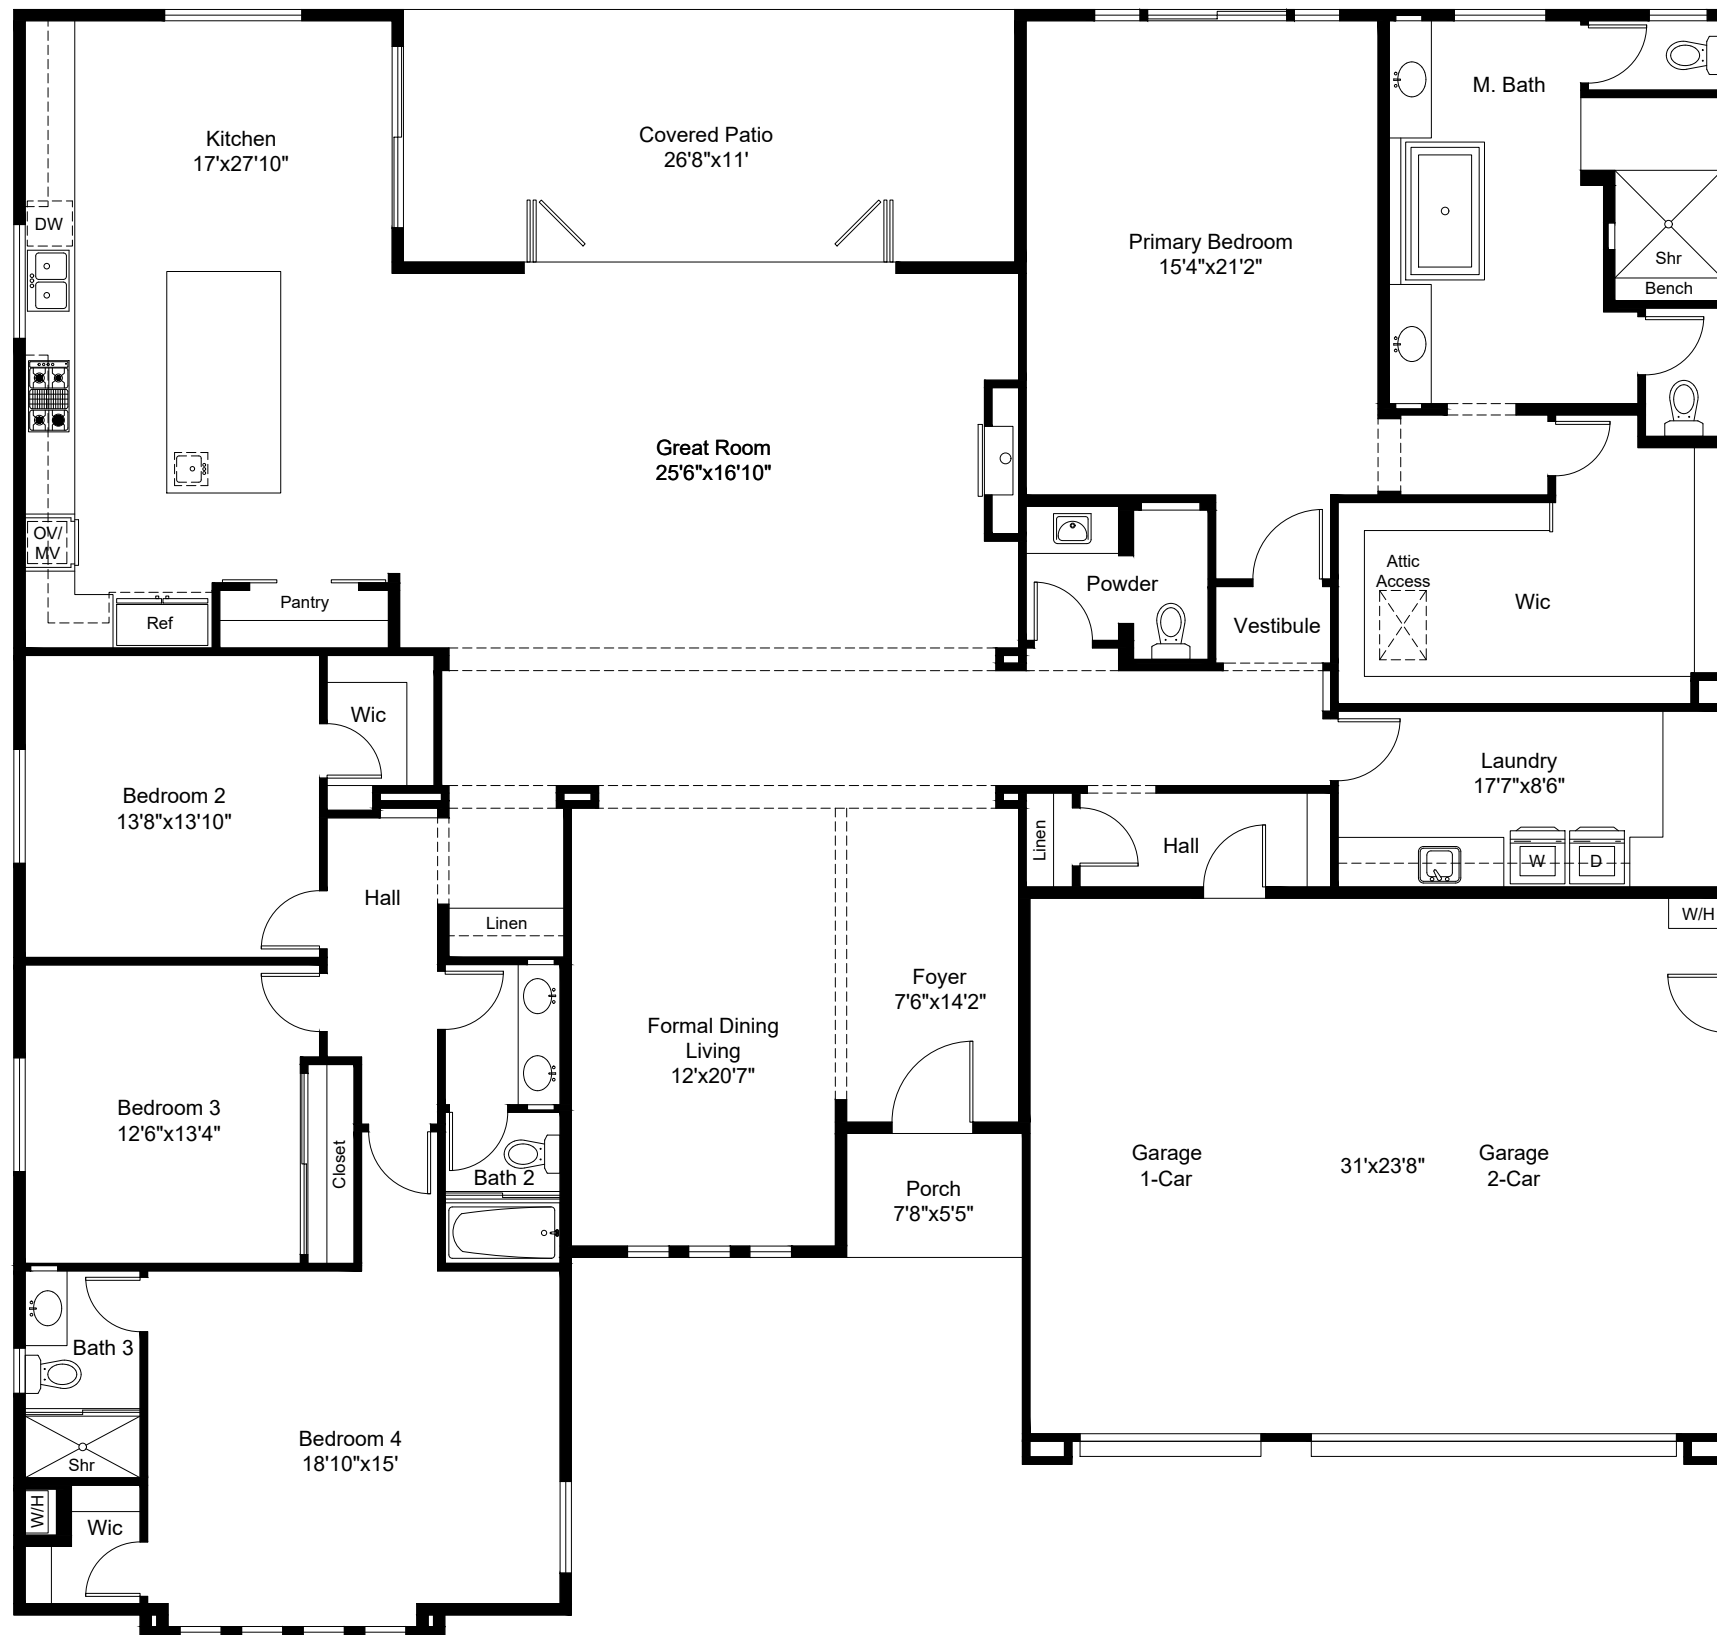 Kitchen
17'x27'10"
Covered Patio
26'8"x11'
M. Bath
Primary Bedroom
15'4"x21'2"
DW
Shr
Bench
Great Room
25'6"x16'10"
OV/
MV
Ref
Pantry
Powder
Vestibule
Attic
Access
Wic
Wic
Bedroom 2
13'8"x13'10"
Laundry
17'7"x8'6"
W
D
Linen
Hall
Hall
Linen
W/H
Foyer
7'6"x14'2"
Formal Dining
Living
12'x20'7"
Bedroom 3
12'6"x13'4"
Closet
Bath 2
Porch
7'8"x5'5"
Garage
1-Car
31'x23'8"
Garage
2-Car
Bath 3
Shr
Bedroom 4
18'10"x15'
W/H
Wic